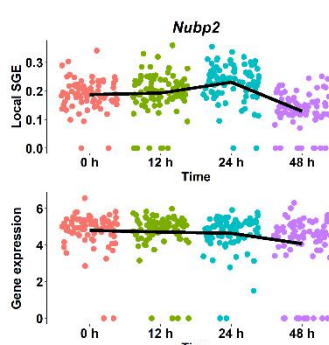 Nubp2
Local SGE
0.3
0.2
0.1
0.0
0 h 12 h 24 h 48 h
Time
Gene expression
6
4
2
0
0 h 12 h 24 h 48 h
Time